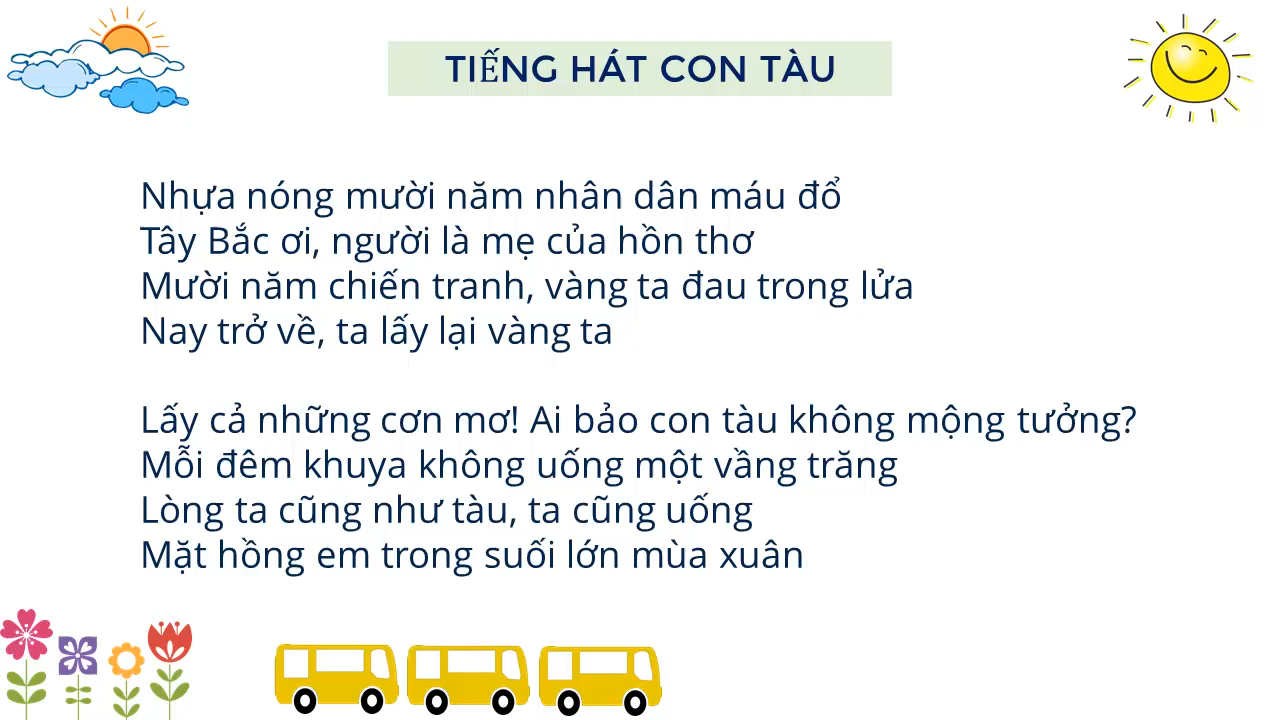 TIẾNG HÁT CON TÀU
Nhựa nóng mười năm nhân dân máu đổ
Tây Bắc ơi, người là mẹ của hồn thơ
Mười năm chiến tranh, vàng ta đau trong lửa
Nay trở về, ta lấy lại vàng ta
Lấy cả những cơn mơ! Ai bảo con tàu không mộng tưởng?
Mỗi đêm khuya không uống một vầng trăng
Lòng ta cũng như tàu, ta cũng uống
Mặt hồng em trong suối lớn mùa xuân